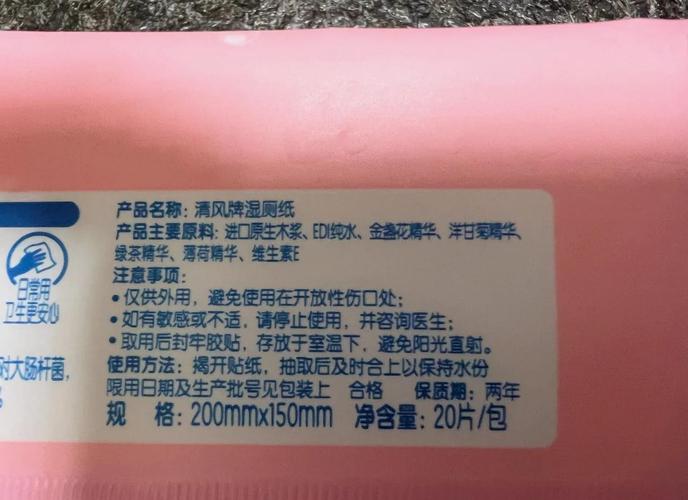 产品名称：清风牌湿厕纸
产品主要原料：进口原生木浆、EDI纯水、金盏花精华、洋甘菊精华、
绿茶精华、薄荷精华、维生素E
注意事项：
•仅供外用，避免使用在开放性伤口处；
•如有敏感或不适，请停止使用，并咨询医生；
•取用后封牢胶贴，存放于室温下，避免阳光直射。
使用方法：揭开贴纸，抽取后及时合上以保持水份
限用日期及生产批号见包装上 合格 保质期：两年
规 格：200mmx150mm 净含量：20片/包
日常用
卫生更安心
对大肠杆菌，